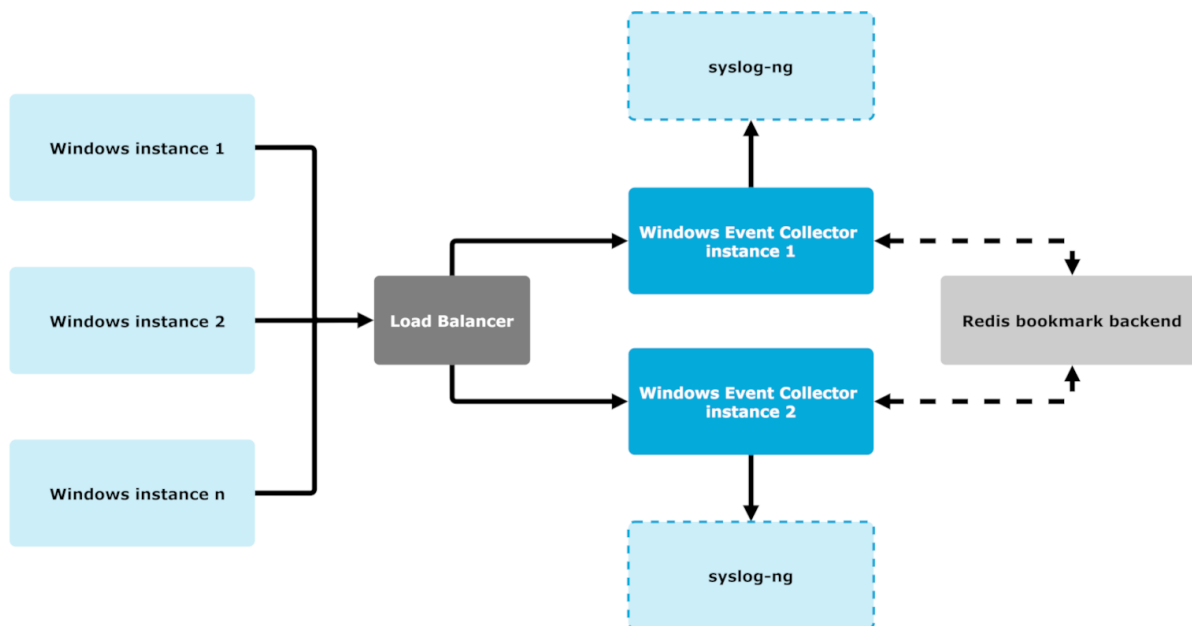 syslog-ng
Windows instance 1
Windows Event Collector
instance 1
Windows instance 2
Load Balancer
Redis bookmark backend
Windows Event Collector
instance 2
Windows instance n
syslog-ng